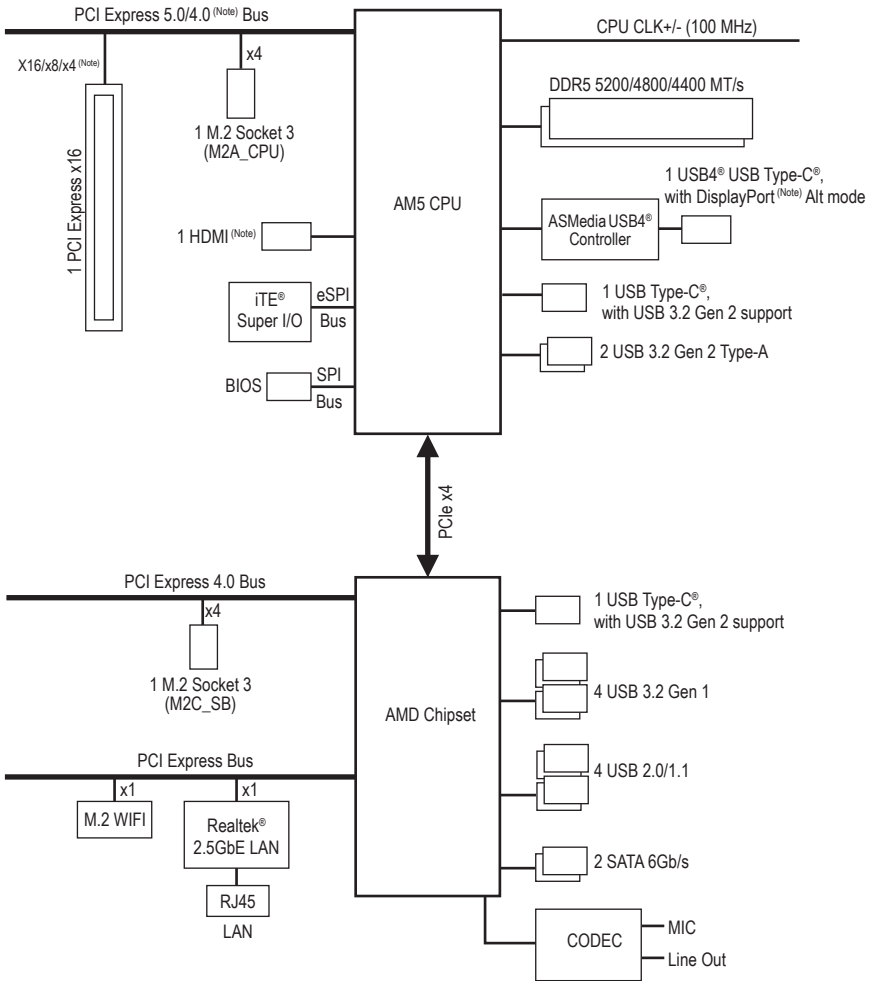 PCI Express 5.0/4.0 (Note) Bus
CPU CLK+/- (100 MHz)
x4
X16/x8/x4 (Note)
DDR5 5200/4800/4400 MT/s
1 M.2 Socket 3
(M2A_CPU)
1 PCI Express x16
AM5 CPU
1 USB4® USB Type-C®,
with DisplayPort (Note) Alt mode
ASMedia USB4®
Controller
1 HDMI (Note)
iTE®
Super I/O
eSPI
Bus
1 USB Type-C®,
with USB 3.2 Gen 2 support
2 USB 3.2 Gen 2 Type-A
BIOS
SPI
Bus
PCIe x4
PCI Express 4.0 Bus
x4
1 M.2 Socket 3
(M2C_SB)
AMD Chipset
1 USB Type-C®,
with USB 3.2 Gen 2 support
4 USB 3.2 Gen 1
PCI Express Bus
4 USB 2.0/1.1
x1
x1
M.2 WIFI
Realtek®
2.5GbE LAN
2 SATA 6Gb/s
RJ45
LAN
CODEC
MIC
Line Out